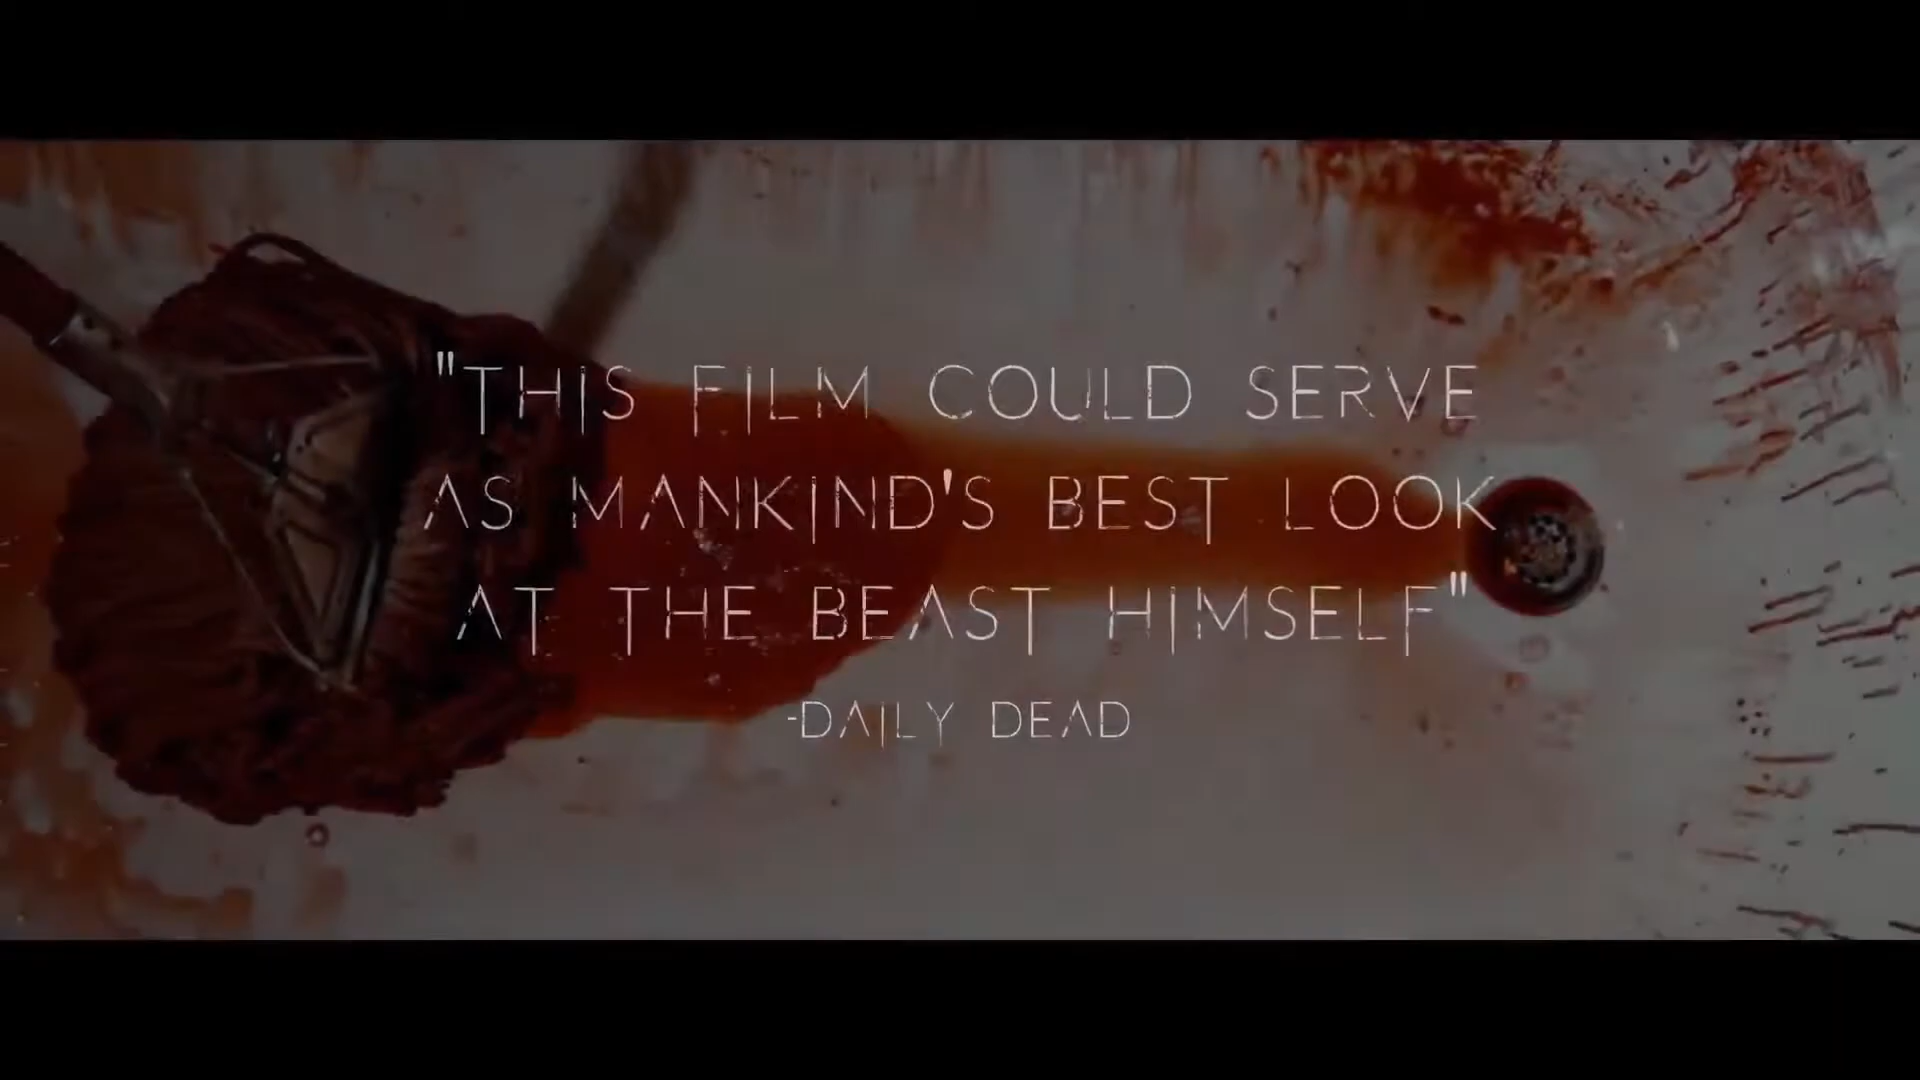 "THIS FILM COULD SERVE
AS MANKIND'S BEST LOOK
AT THE BEAST HIMSELF"
-DAILY DEAD